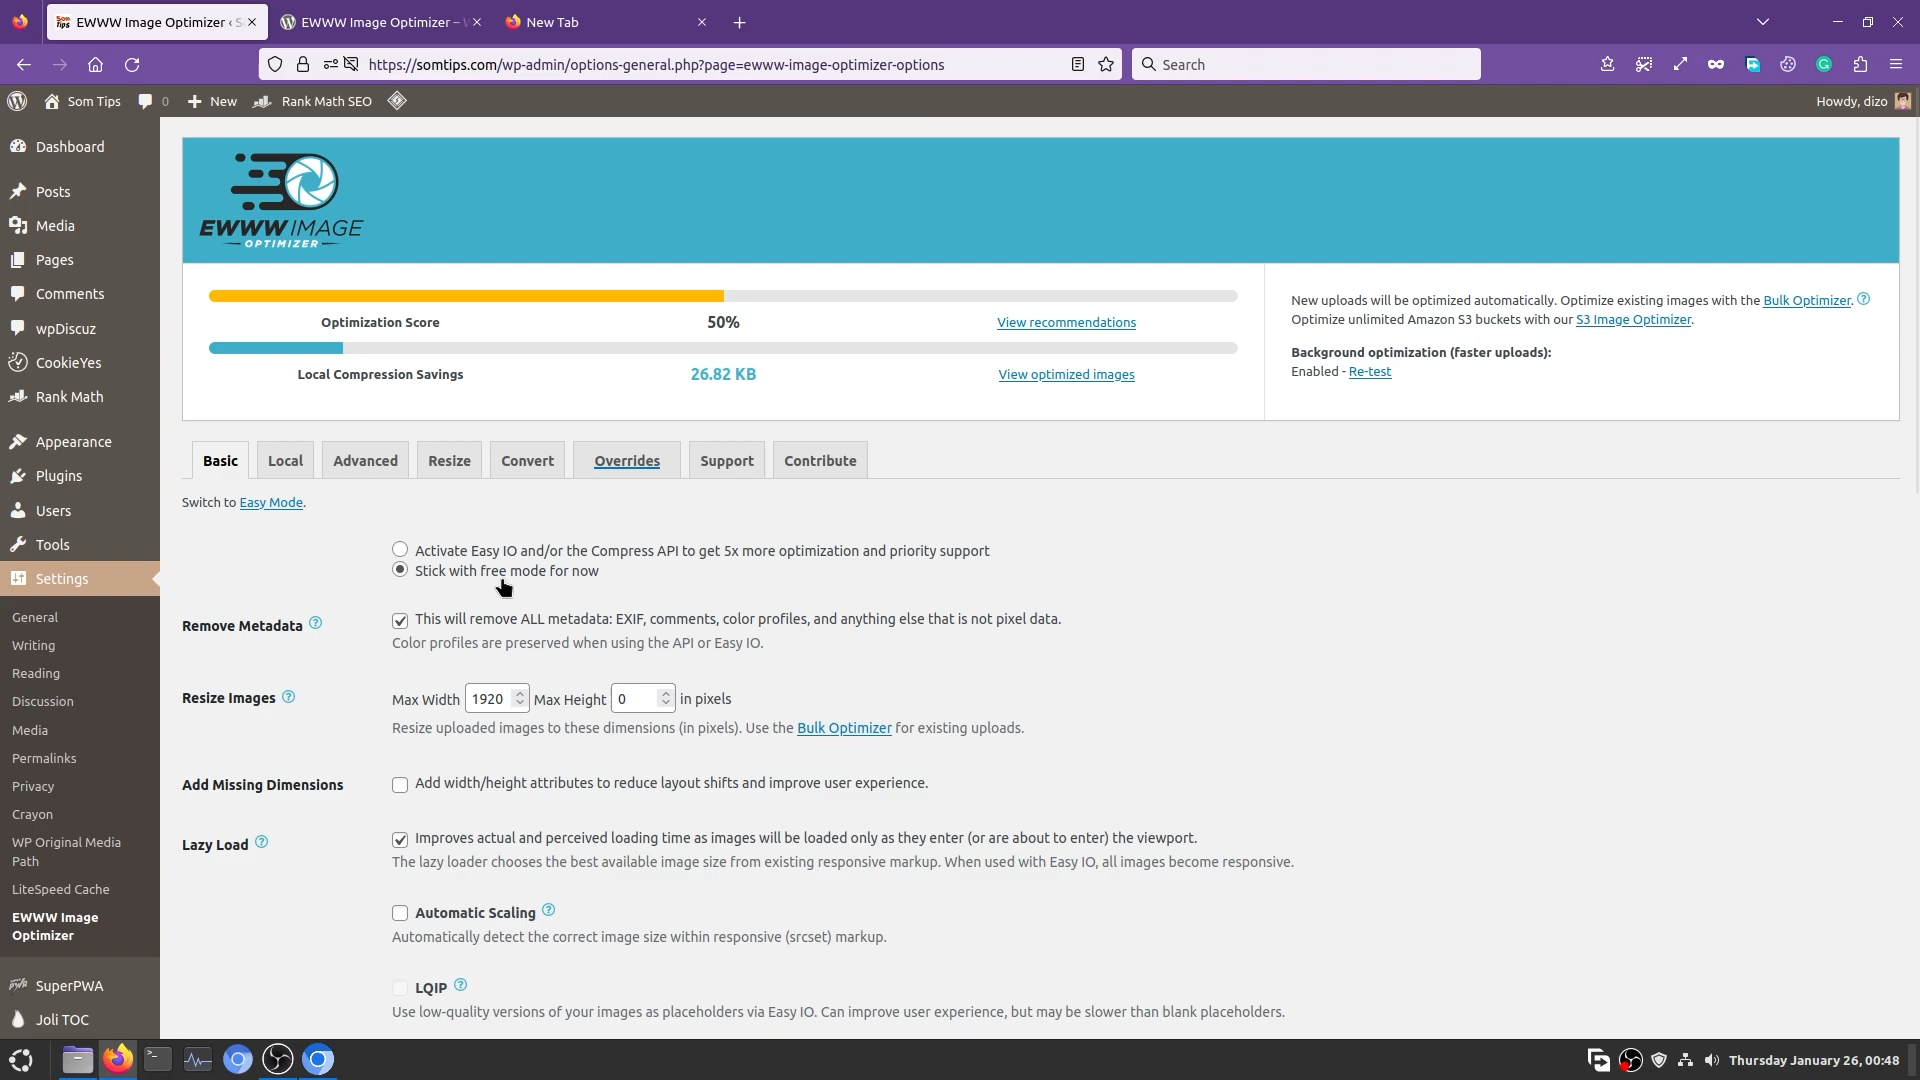 EWWW Image Optimizer ‹ S
EWWW Image Optimizer –
New Tab
https://somtips.com/wp-admin/options-general.php?page=ewww-image-optimizer-options
Search
Som Tips
0
New
Rank Math SEO
Howdy, dizo
Dashboard
Posts
Media
Pages
Comments
wpDiscuz
CookieYes
Rank Math
Appearance
Plugins
Users
Tools
Settings
General
Writing
Reading
Discussion
Media
Permalinks
Privacy
Crayon
WP Original Media
Path
LiteSpeed Cache
EWWW Image
Optimizer
SuperPWA
Joli TOC
EWWW IMAGE
OPTIMIZER
Optimization Score 50% View recommendations
Local Compression Savings 26.82 KB View optimized images
New uploads will be optimized automatically. Optimize existing images with the Bulk Optimizer.
Optimize unlimited Amazon S3 buckets with our S3 Image Optimizer.
Background optimization (faster uploads):
Enabled - Re-test
Basic Local Advanced Resize Convert Overrides Support Contribute
Switch to Easy Mode.
Activate Easy IO and/or the Compress API to get 5x more optimization and priority support
Stick with free mode for now
Remove Metadata This will remove ALL metadata: EXIF, comments, color profiles, and anything else that is not pixel data.
Color profiles are preserved when using the API or Easy IO.
Resize Images Max Width 1920 Max Height 0 in pixels
Resize uploaded images to these dimensions (in pixels). Use the Bulk Optimizer for existing uploads.
Add Missing Dimensions Add width/height attributes to reduce layout shifts and improve user experience.
Lazy Load Improves actual and perceived loading time as images will be loaded only as they enter (or are about to enter) the viewport.
The lazy loader chooses the best available image size from existing responsive markup. When used with Easy IO, all images become responsive.
Automatic Scaling
Automatically detect the correct image size within responsive (srcset) markup.
LQIP
Use low-quality versions of your images as placeholders via Easy IO. Can improve user experience, but may be slower than blank placeholders.
Thursday January 26, 00:48